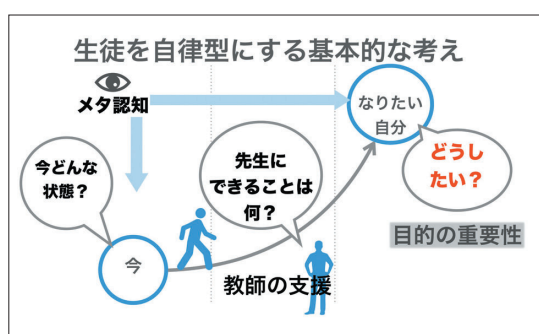 生徒を自律型にする基本的な考え
メタ認知
なりたい
自分
今どんな
状態？
先生に
できることは
何？
どうし
たい？
目的の重要性
今
教師の支援